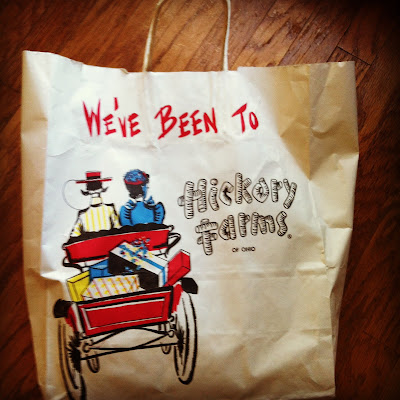 WE'VE BEEN TO
Hickory
Farms®
OF OHIO